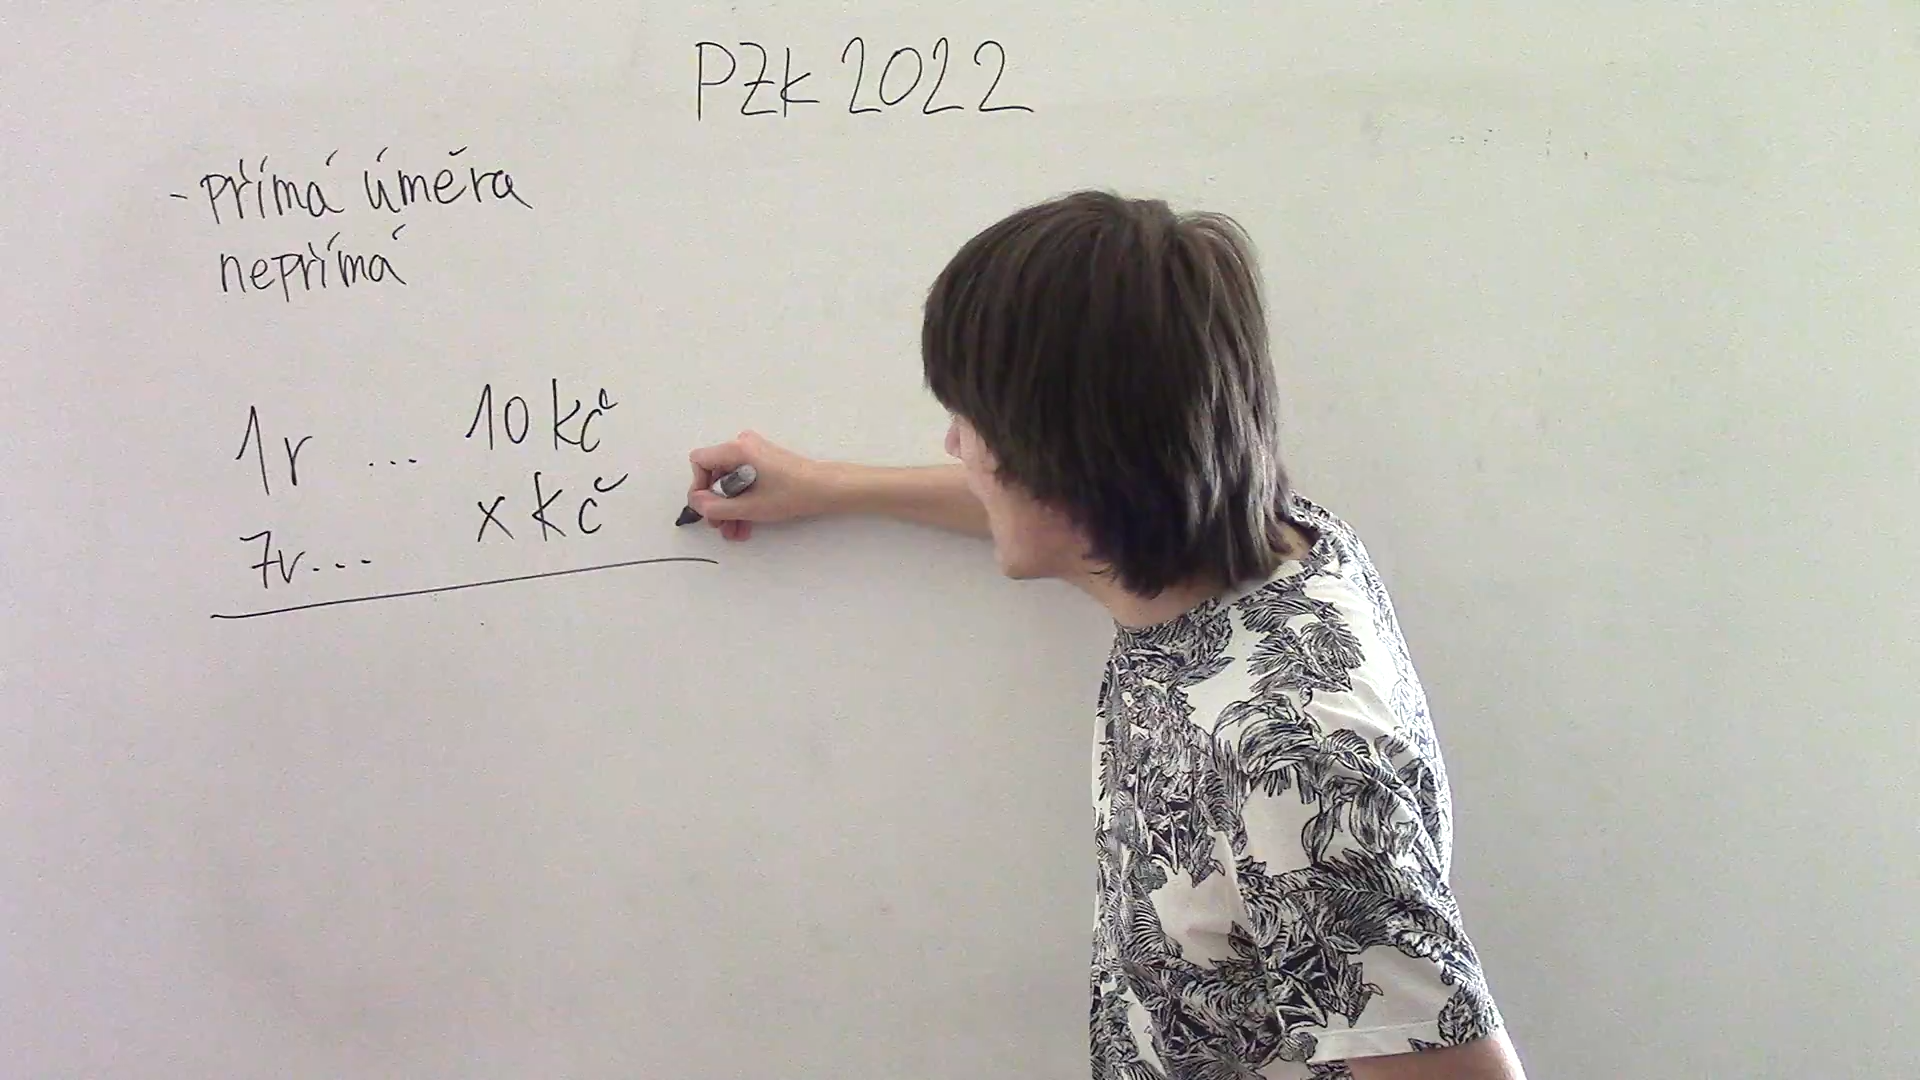 PZK 2022
- přímá úměra
nepřímá
1r ... 10 kč
7r... x kč